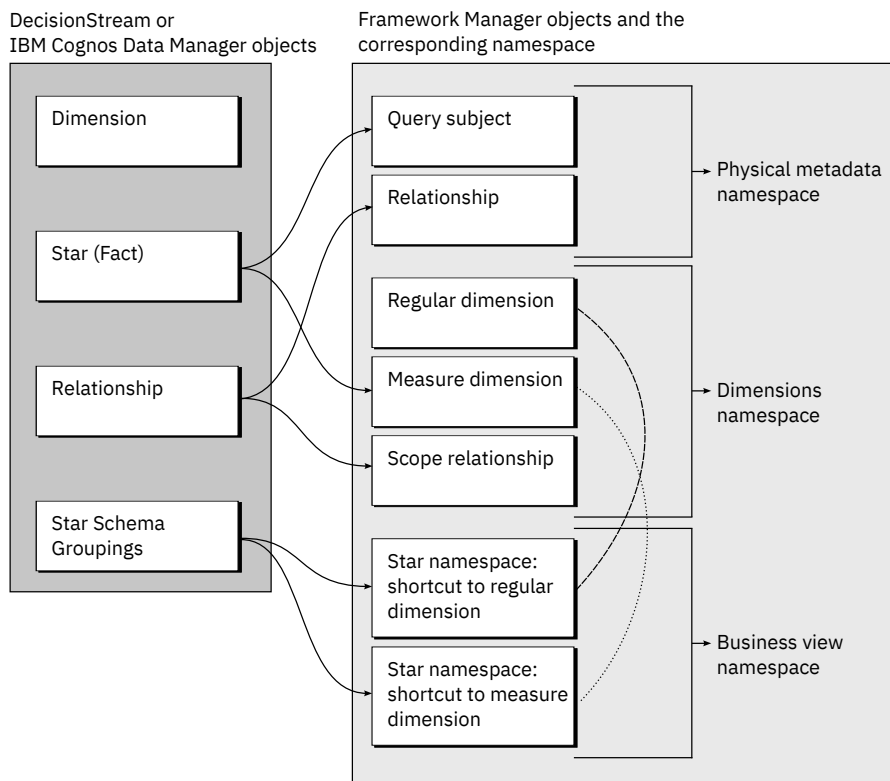 DecisionStream or
IBM Cognos Data Manager objects
Dimension
Star (Fact)
Relationship
Star Schema
Groupings
Framework Manager objects and the
corresponding namespace
Query subject
Relationship
Physical metadata
namespace
Regular dimension
Measure dimension
Scope relationship
Dimensions
namespace
Star namespace:
shortcut to regular
dimension
Star namespace:
shortcut to measure
dimension
Business view
namespace